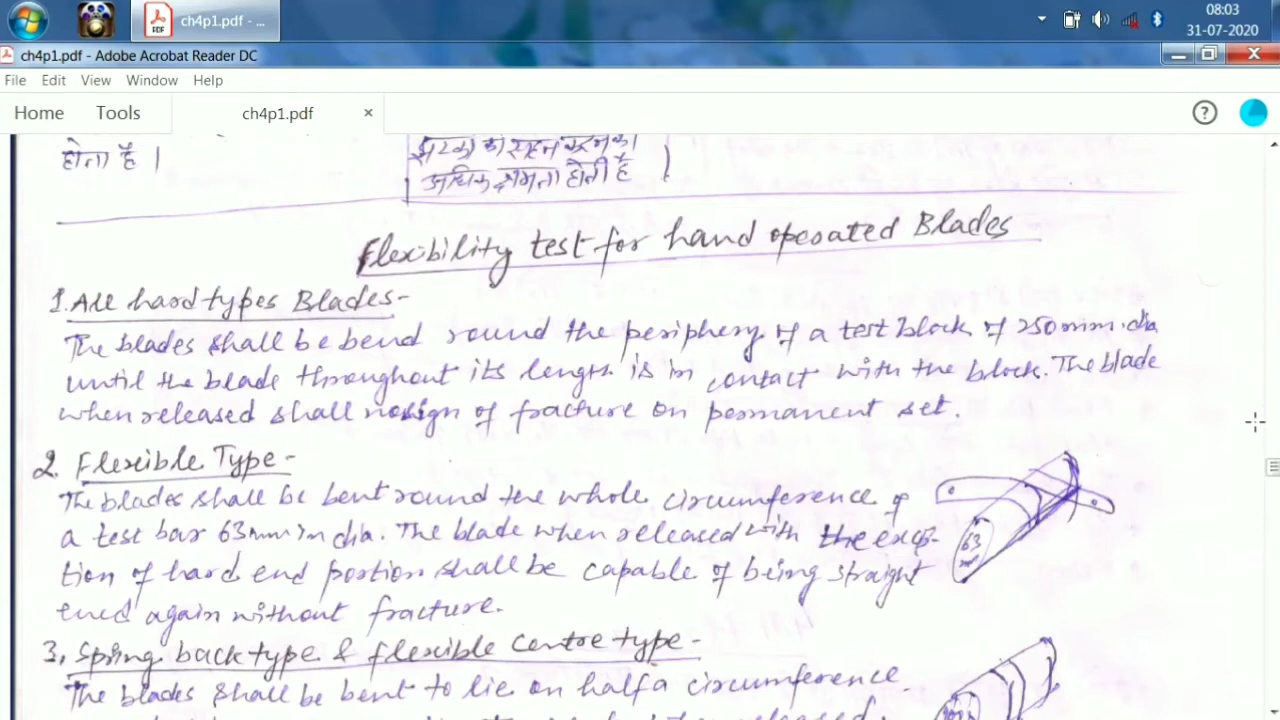 ch4p1.pdf - ...
08:03
31-07-2020
ch4p1.pdf - Adobe Acrobat Reader DC
File Edit View Window Help
Home Tools ch4p1.pdf ×
होता है ।
अधिक क्षमता होती है ।
Flexibility test for hand operated Blades
1. All hard types Blades-
The blades shall be bend round the periphery of a test block of 250mm.dia
until the blade throughout its length is in contact with the block. The blade
when released shall no sign of fracture on permanent set.
2. Flexible Type -
The blades shall be bent round the whole circumference of
a test bar 63mm in dia. The blade when released with the excep-
tion of hard end portion shall be capable of being straight
ened again without fracture.
63
3. Spring back type & flexible Centre type -
The blades shall be bent to lie on half a circumference